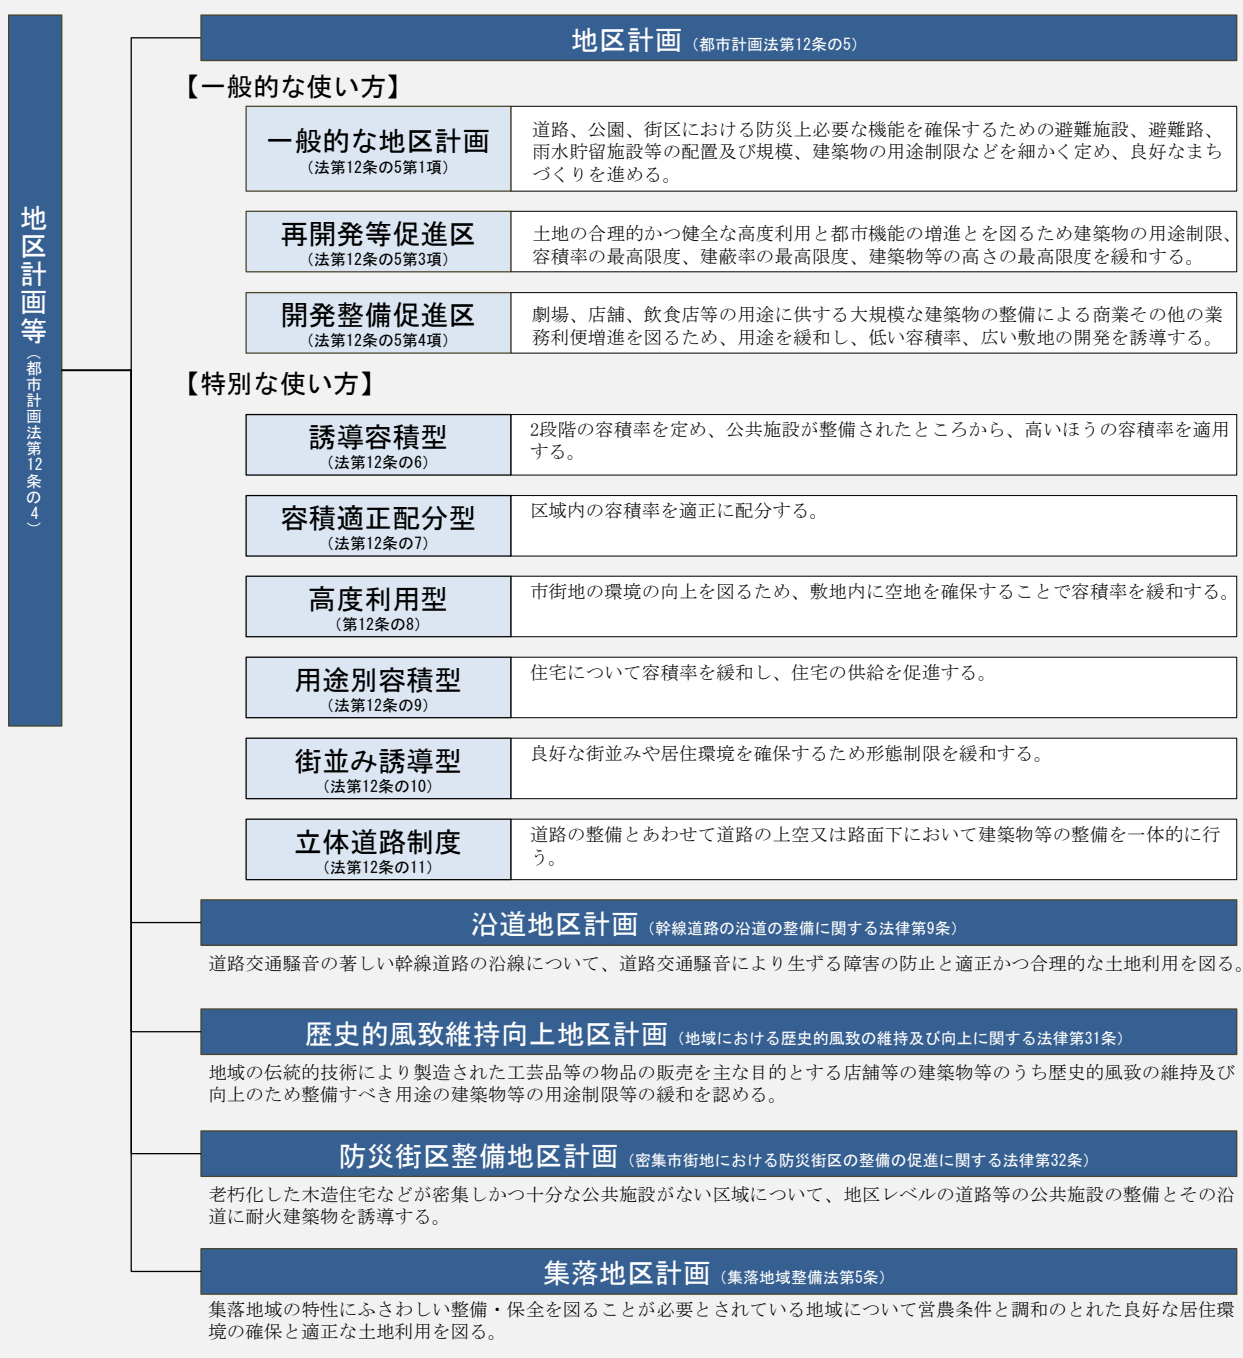 地区計画等（都市計画法第12条の4）
地区計画（都市計画法第12条の5）
【一般的な使い方】
一般的な地区計画
（法第12条の5第1項）
道路、公園、街区における防災上必要な機能を確保するための避難施設、避難路、
雨水貯留施設等の配置及び規模、建築物の用途制限などを細かく定め、良好なまち
づくりを進める。
再開発等促進区
（法第12条の5第3項）
土地の合理的かつ健全な高度利用と都市機能の増進とを図るため建築物の用途制限、
容積率の最高限度、建蔽率の最高限度、建築物等の高さの最高限度を緩和する。
開発整備促進区
（法第12条の5第4項）
劇場、店舗、飲食店等の用途に供する大規模な建築物の整備による商業その他の業
務利便増進を図るため、用途を緩和し、低い容積率、広い敷地の開発を誘導する。
【特別な使い方】
誘導容積型
（法第12条の6）
2段階の容積率を定め、公共施設が整備されたところから、高いほうの容積率を適用
する。
容積適正配分型
（法第12条の7）
区域内の容積率を適正に配分する。
高度利用型
（第12条の8）
市街地の環境の向上を図るため、敷地内に空地を確保することで容積率を緩和する。
用途別容積型
（法第12条の9）
住宅について容積率を緩和し、住宅の供給を促進する。
街並み誘導型
（法第12条の10）
良好な街並みや居住環境を確保するため形態制限を緩和する。
立体道路制度
（法第12条の11）
道路の整備とあわせて道路の上空又は路面下において建築物等の整備を一体的に行
う。
沿道地区計画（幹線道路の沿道の整備に関する法律第9条）
道路交通騒音の著しい幹線道路の沿線について、道路交通騒音により生ずる障害の防止と適正かつ合理的な土地利用を図る。
歴史的風致維持向上地区計画（地域における歴史的風致の維持及び向上に関する法律第31条）
地域の伝統的技術により製造された工芸品等の物品の販売を主な目的とする店舗等の建築物等のうち歴史的風致の維持及び
向上のため整備すべき用途の建築物等の用途制限等の緩和を認める。
防災街区整備地区計画（密集市街地における防災街区の整備の促進に関する法律第32条）
老朽化した木造住宅などが密集しかつ十分な公共施設がない区域について、地区レベルの道路等の公共施設の整備とその沿
道に耐火建築物を誘導する。
集落地区計画（集落地域整備法第5条）
集落地域の特性にふさわしい整備・保全を図ることが必要とされている地域について営農条件と調和のとれた良好な居住環
境の確保と適正な土地利用を図る。